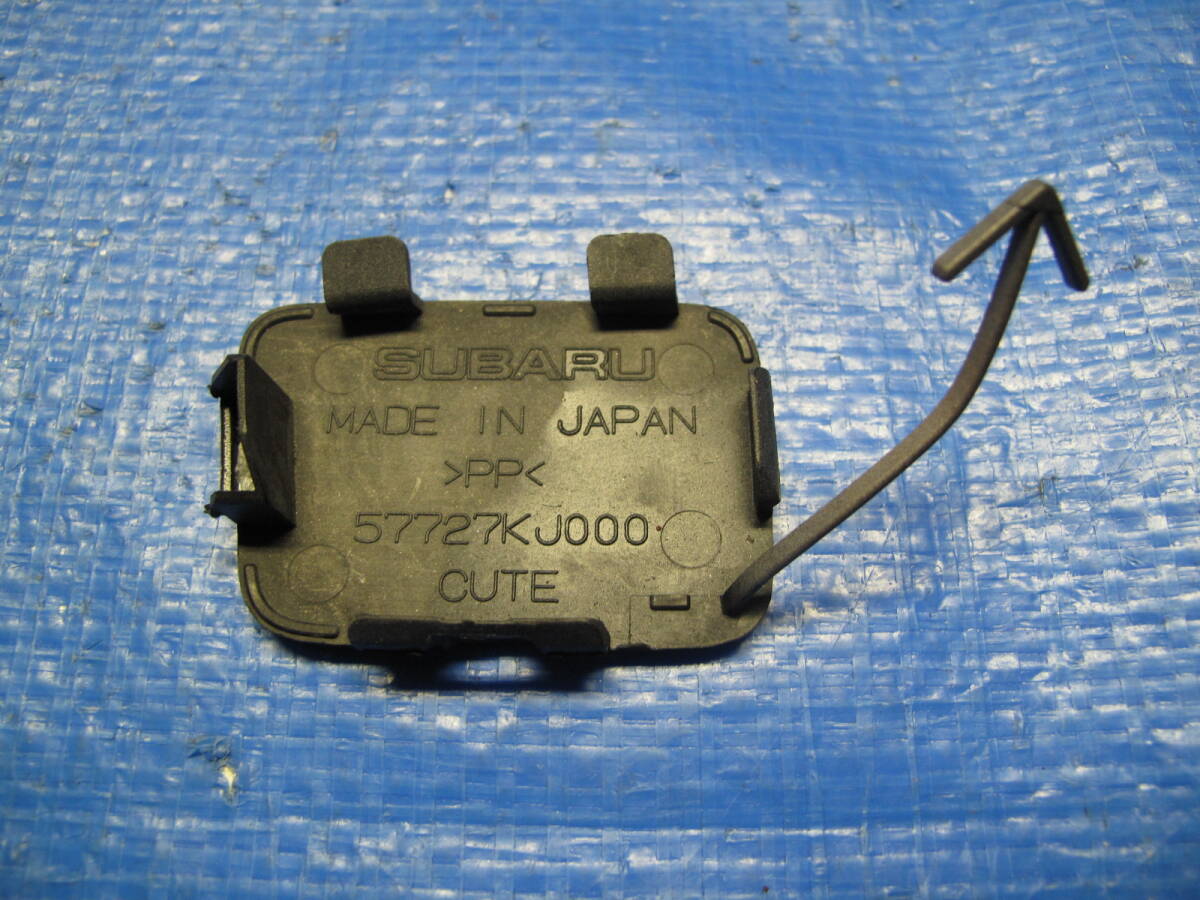 SUBARU
MADE IN JAPAN
>PP<
57727KJ000
CUTE